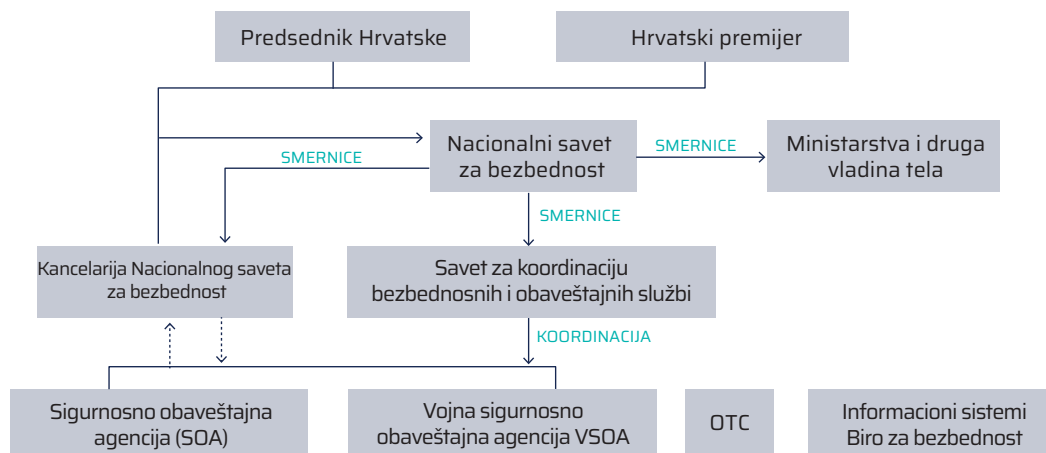 Predsednik Hrvatske
Hrvatski premijer
Nacionalni savet
za bezbednost
SMERNICE
Ministarstva i druga
vladina tela
SMERNICE
SMERNICE
Kancelarija Nacionalnog saveta
za bezbednost
Savet za koordinaciju
bezbednosnih i obaveštajnih službi
KOORDINACIJA
Sigurnosno obaveštajna
agencija (SOA)
Vojna sigurnosno
obaveštajna agencija VSOA
OTC
Informacioni sistemi
Biro za bezbednost